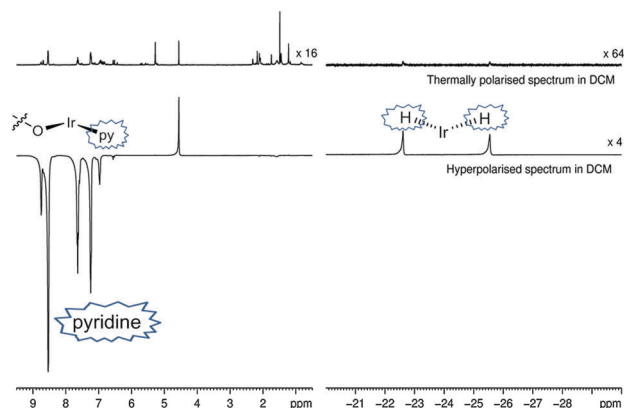 x 16
x 64
Thermally polarised spectrum in DCM
O Ir py
H Ir H
x 4
Hyperpolarised spectrum in DCM
pyridine
9 8 7 6 5 4 3 2 ppm
−21 −22 −23 −24 −25 −26 −27 −28 ppm